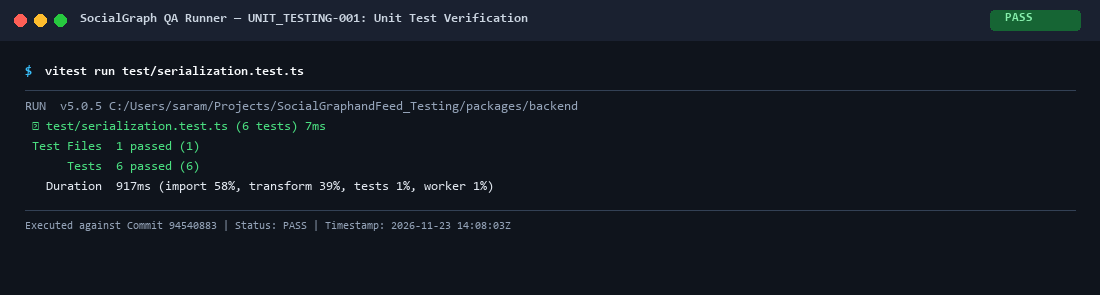 SocialGraph QA Runner — UNIT_TESTING-001: Unit Test Verification
PASS
$ vitest run test/serialization.test.ts
RUN v5.0.5 C:/Users/saram/Projects/SocialGraphandFeed_Testing/packages/backend
test/serialization.test.ts (6 tests) 7ms
Test Files 1 passed (1)
Tests 6 passed (6)
Duration 917ms (import 58%, transform 39%, tests 1%, worker 1%)
Executed against Commit 94540883 | Status: PASS | Timestamp: 2026-11-23 14:08:03Z